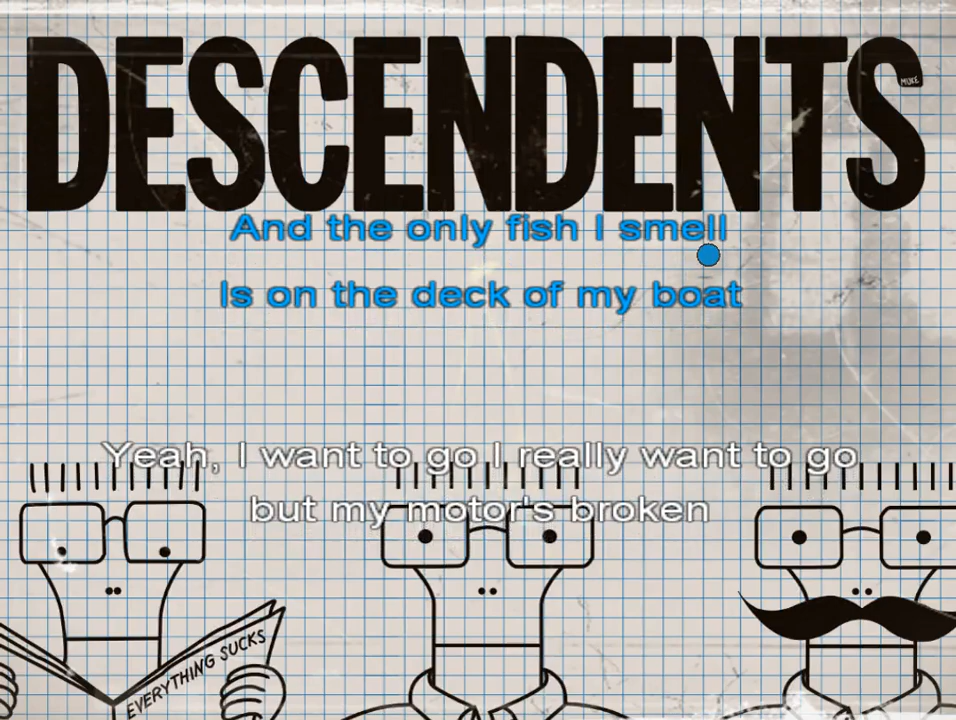 DESCENDENTS
MILKE
And the only fish I smell
Is on the deck of my boat
Yeah, I want to go I really want to go
but my motor's broken
EVERYTHING SUCKS